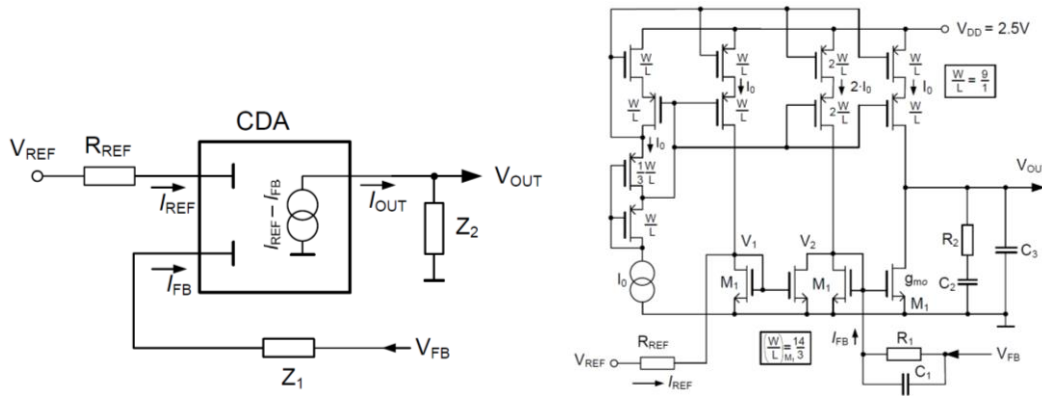 CDA
V_REF
R_REF
I_REF
I_REF – I_FB
I_OUT
V_OUT
Z_2
I_FB
Z_1
V_FB
V_DD = 2.5V
W/L
W/L
2 W/L
W/L
W/L = 9/1
I_0
2·I_0
I_0
W/L
W/L
2 W/L
W/L
I_0
1/3 W/L
W/L
V_OU
V_1
V_2
R_2
C_3
I_0
M_1
M_1
g_mo
C_2
M_1
R_REF
(W/L)_M1 = 14/3
I_FB
R_1
V_REF
I_REF
V_FB
C_1